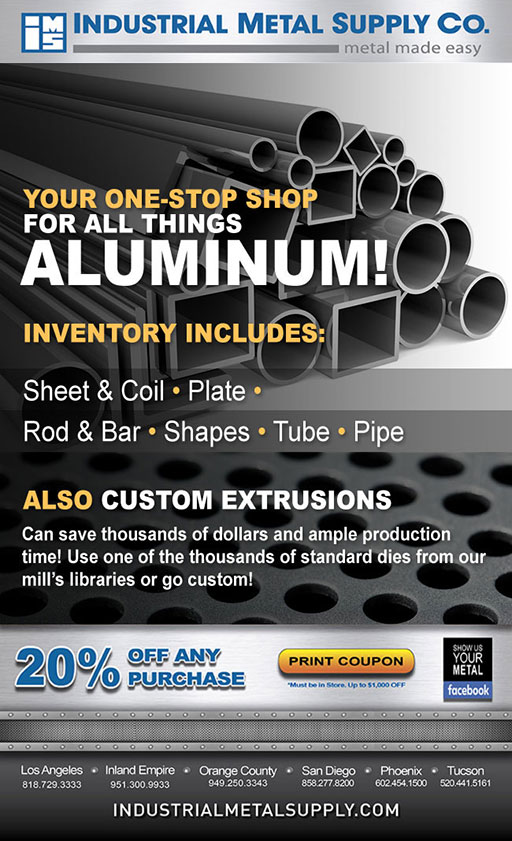 IMS
INDUSTRIAL METAL SUPPLY CO.
metal made easy
YOUR ONE-STOP SHOP
FOR ALL THINGS
ALUMINUM!
INVENTORY INCLUDES:
Sheet & Coil • Plate •
Rod & Bar • Shapes • Tube • Pipe
ALSO CUSTOM EXTRUSIONS
Can save thousands of dollars and ample production
time! Use one of the thousands of standard dies from our
mill's libraries or go custom!
20% OFF ANY
PURCHASE
PRINT COUPON
*Must be in Store. Up to $1,000 OFF
SHOW US
YOUR
METAL
facebook
Los Angeles • Inland Empire • Orange County • San Diego • Phoenix • Tucson
818.729.3333 951.300.9933 949.250.3343 858.277.8200 602.454.1500 520.441.5161
INDUSTRIALMETALSUPPLY.COM